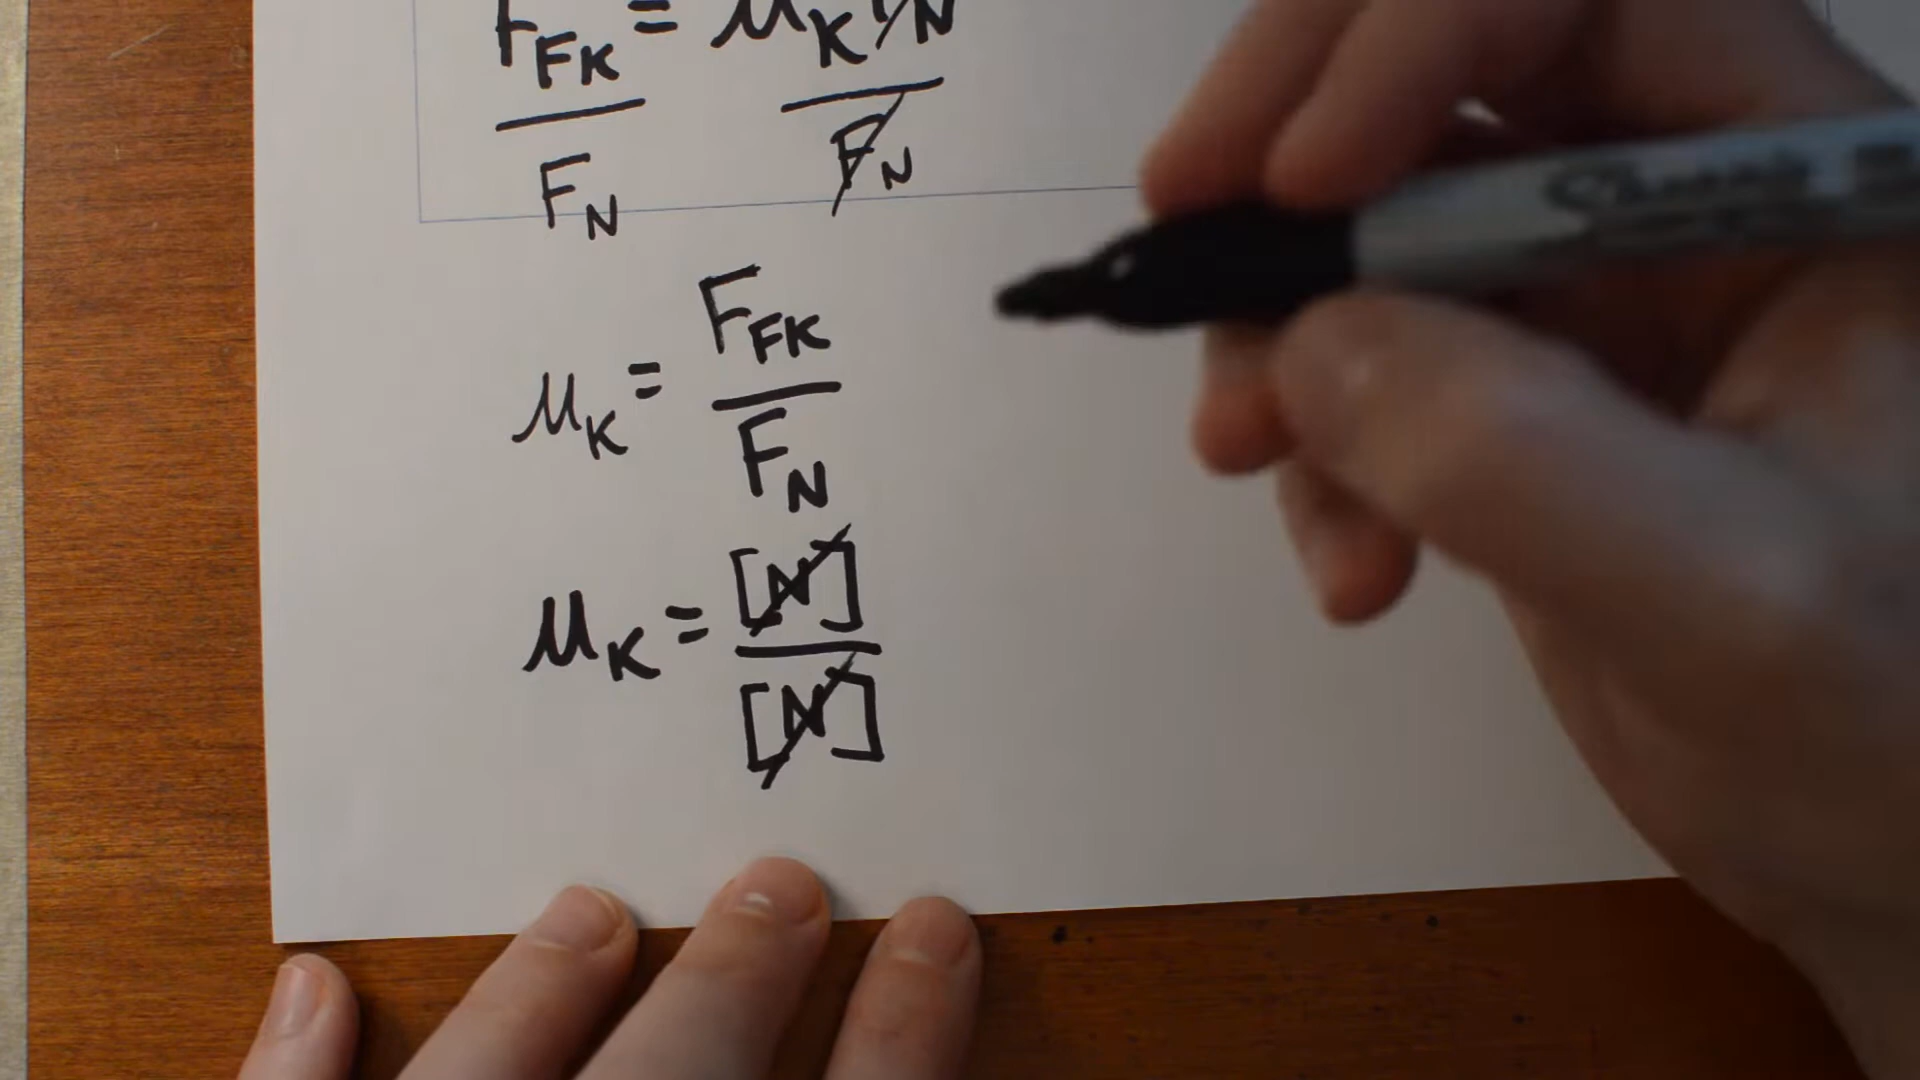 F_FK = μ_K F_N
F_N F_N
μ_K = F_FK / F_N
μ_K = [N] / [N]